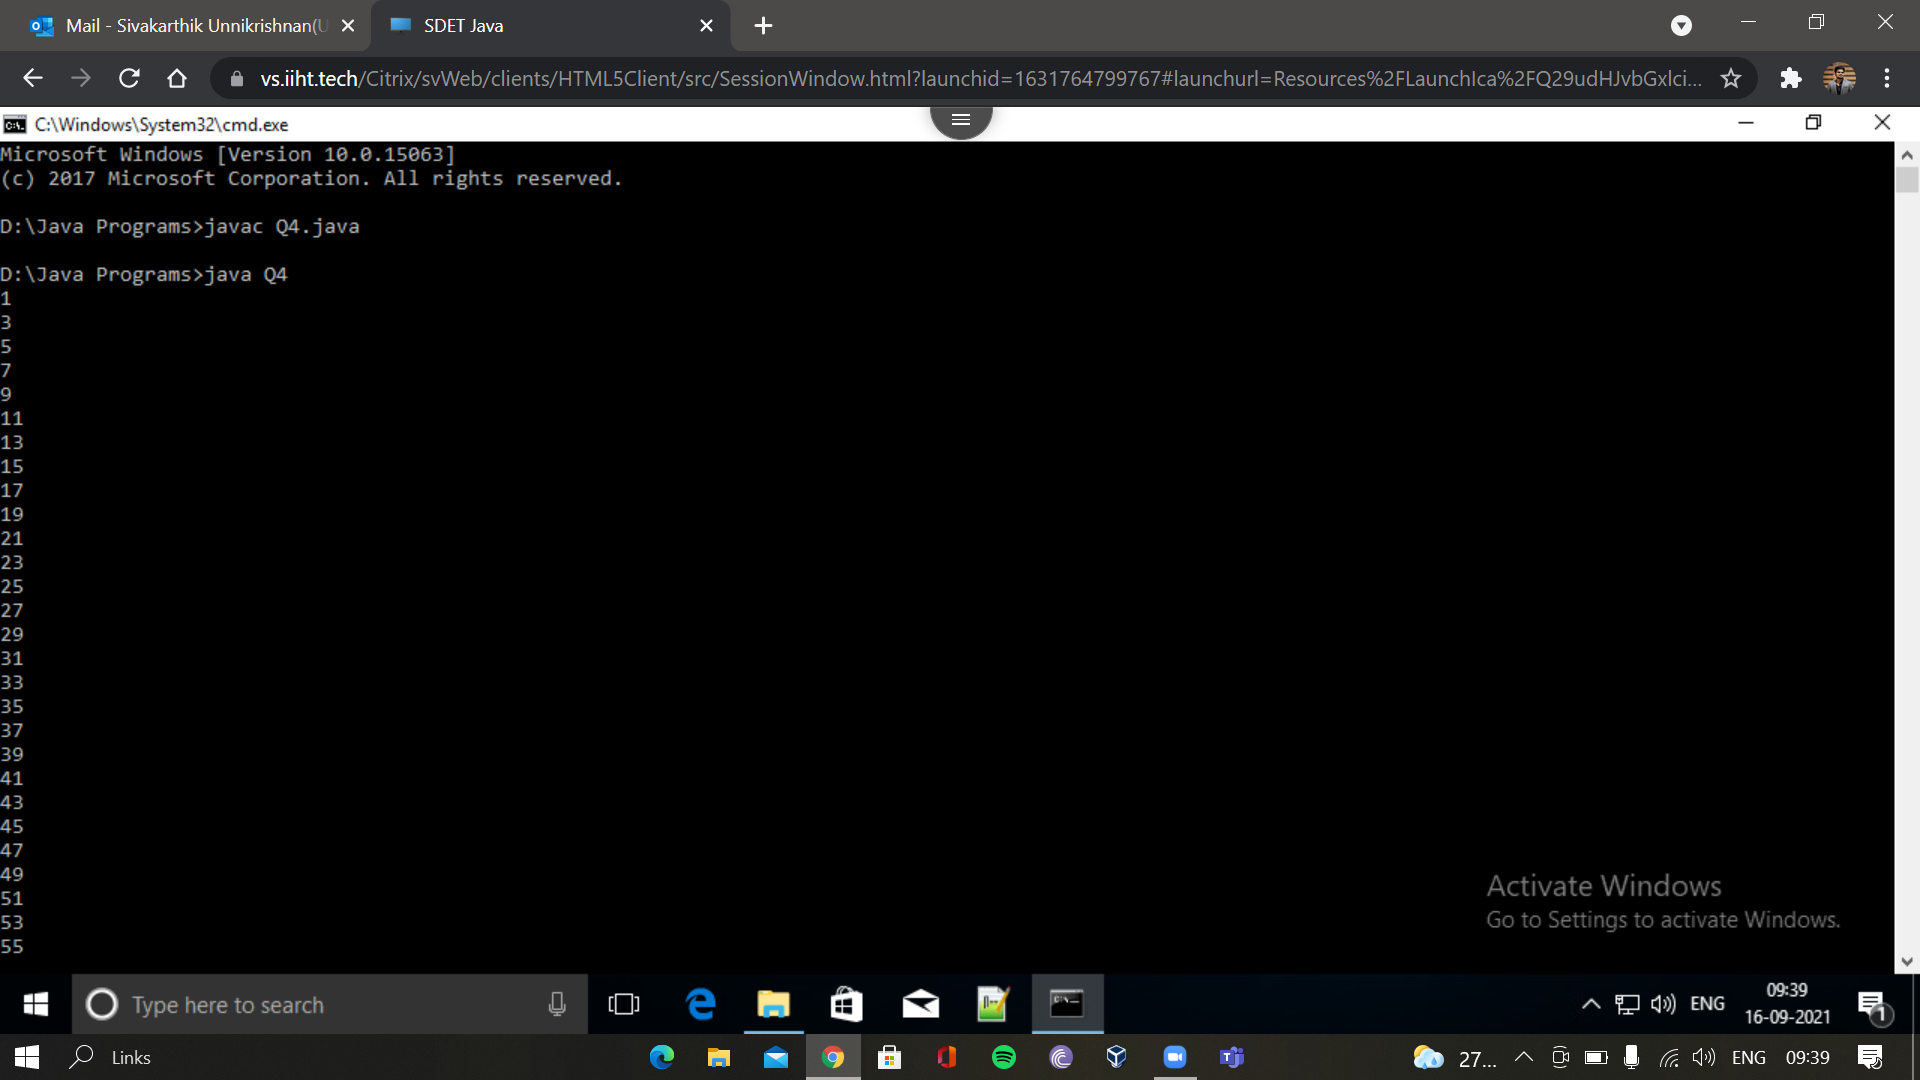 Mail - Sivakarthik Unnikrishnan(U
SDET Java
vs.iiht.tech/Citrix/svWeb/clients/HTML5Client/src/SessionWindow.html?launchid=1631764799767#launchurl=Resources%2FLaunchIca%2FQ29udHJvbGxlci...
C:\Windows\System32\cmd.exe
Microsoft Windows [Version 10.0.15063]
(c) 2017 Microsoft Corporation. All rights reserved.
D:\Java Programs>javac Q4.java
D:\Java Programs>java Q4
1
3
5
7
9
11
13
15
17
19
21
23
25
27
29
31
33
35
37
39
41
43
45
47
49
51
53
55
Activate Windows
Go to Settings to activate Windows.
Type here to search
ENG
09:39
16-09-2021
1
Links
27...
ENG
09:39